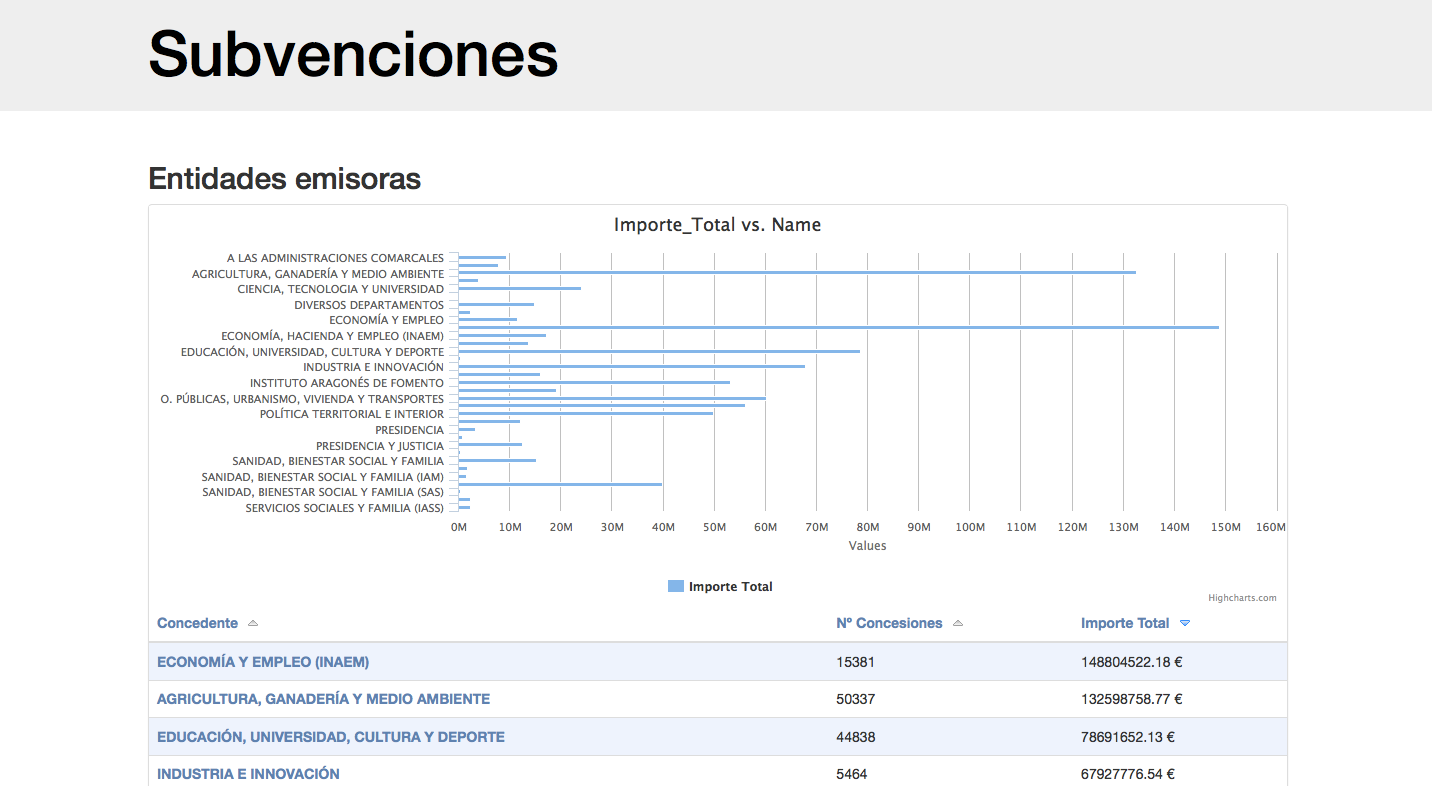 Subvenciones
Entidades emisoras
Importe_Total vs. Name
A LAS ADMINISTRACIONES COMARCALES
AGRICULTURA, GANADERÍA Y MEDIO AMBIENTE
CIENCIA, TECNOLOGIA Y UNIVERSIDAD
DIVERSOS DEPARTAMENTOS
ECONOMÍA Y EMPLEO
ECONOMÍA, HACIENDA Y EMPLEO (INAEM)
EDUCACIÓN, UNIVERSIDAD, CULTURA Y DEPORTE
INDUSTRIA E INNOVACIÓN
INSTITUTO ARAGONÉS DE FOMENTO
O. PÚBLICAS, URBANISMO, VIVIENDA Y TRANSPORTES
POLÍTICA TERRITORIAL E INTERIOR
PRESIDENCIA
PRESIDENCIA Y JUSTICIA
SANIDAD, BIENESTAR SOCIAL Y FAMILIA
SANIDAD, BIENESTAR SOCIAL Y FAMILIA (IAM)
SANIDAD, BIENESTAR SOCIAL Y FAMILIA (SAS)
SERVICIOS SOCIALES Y FAMILIA (IASS)
0M 10M 20M 30M 40M 50M 60M 70M 80M 90M 100M 110M 120M 130M 140M 150M 160M
Values
Importe Total
Highcharts.com
Concedente Nº Concesiones Importe Total
ECONOMÍA Y EMPLEO (INAEM) 15381 148804522.18 €
AGRICULTURA, GANADERÍA Y MEDIO AMBIENTE 50337 132598758.77 €
EDUCACIÓN, UNIVERSIDAD, CULTURA Y DEPORTE 44838 78691652.13 €
INDUSTRIA E INNOVACIÓN 5464 67927776.54 €